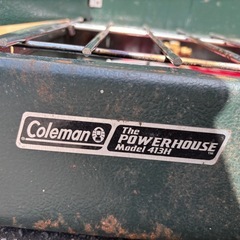 Coleman
The
POWERHOUSE
Model 413H